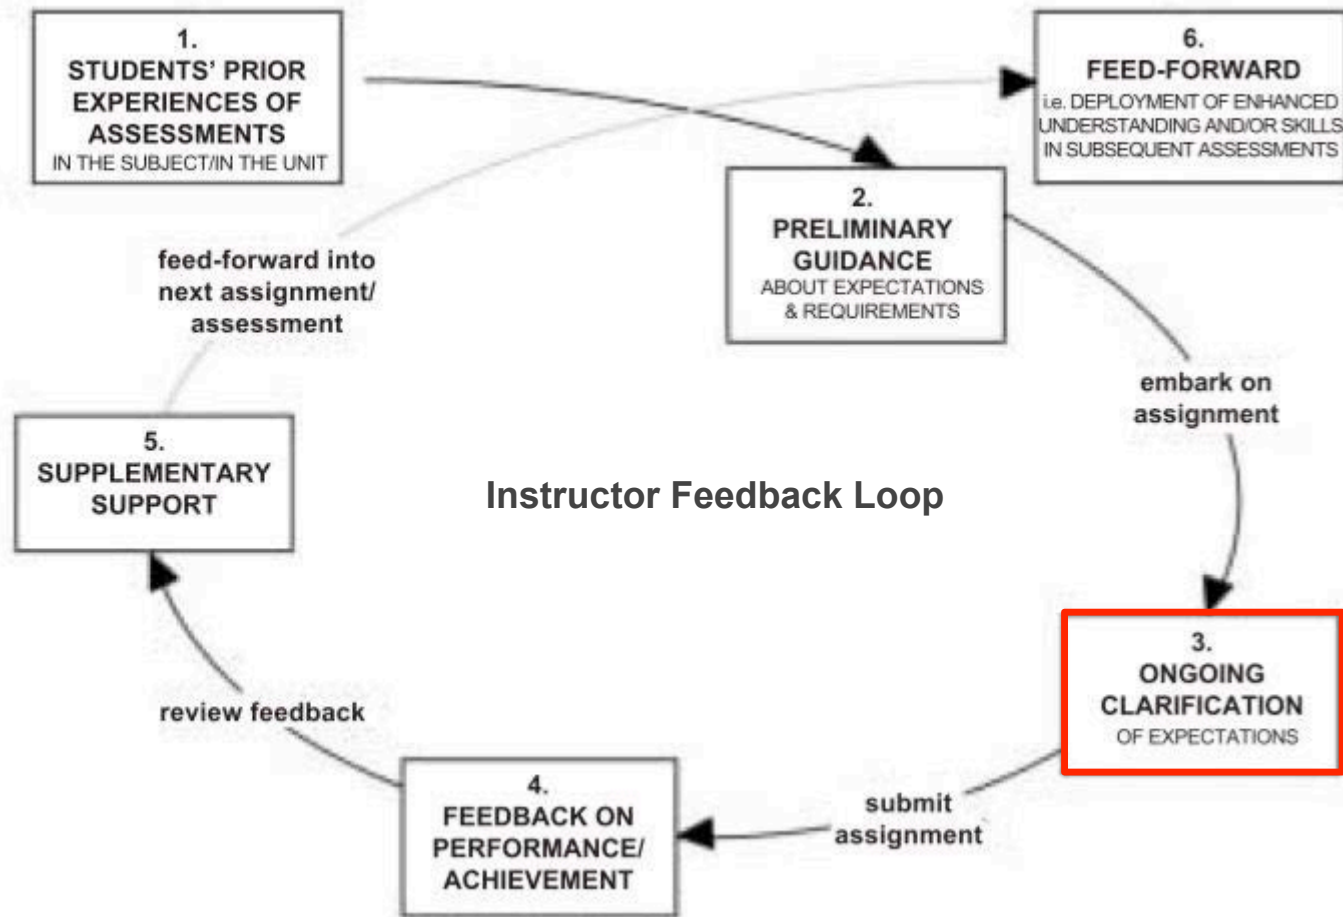 1.
STUDENTS' PRIOR
EXPERIENCES OF
ASSESSMENTS
IN THE SUBJECT/IN THE UNIT
6.
FEED-FORWARD
i.e. DEPLOYMENT OF ENHANCED
UNDERSTANDING AND/OR SKILLS
IN SUBSEQUENT ASSESSMENTS
2.
PRELIMINARY
GUIDANCE
ABOUT EXPECTATIONS
& REQUIREMENTS
feed-forward into
next assignment/
assessment
embark on
assignment
5.
SUPPLEMENTARY
SUPPORT
Instructor Feedback Loop
3.
ONGOING
CLARIFICATION
OF EXPECTATIONS
review feedback
4.
FEEDBACK ON
PERFORMANCE/
ACHIEVEMENT
submit
assignment